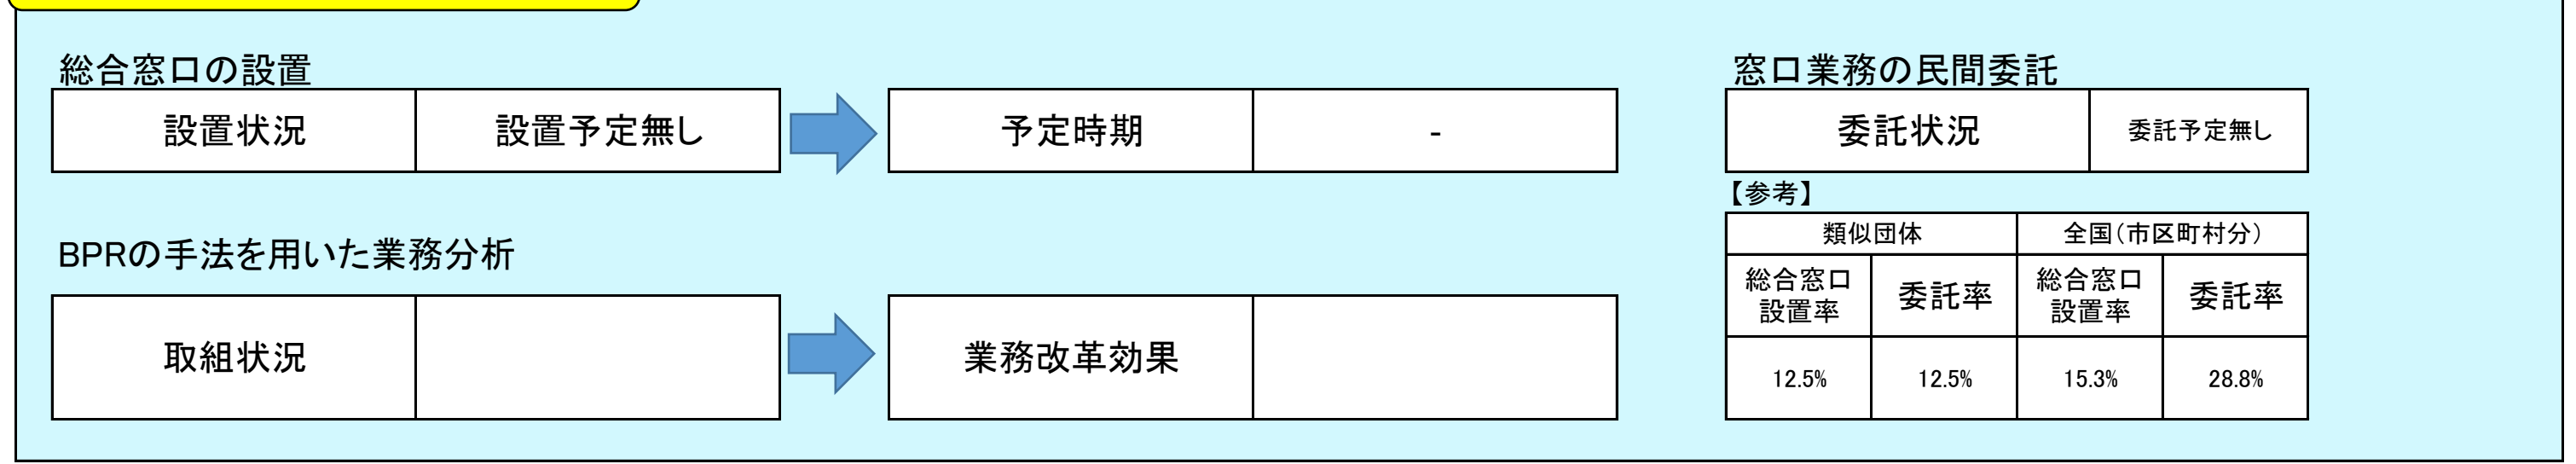 総合窓口の設置
設置状況 設置予定無し 予定時期 -
BPRの手法を用いた業務分析
取組状況 業務改革効果
窓口業務の民間委託
委託状況 委託予定無し
【参考】
類似団体 全国(市区町村分)
総合窓口
設置率 委託率 総合窓口
設置率 委託率
12.5% 12.5% 15.3% 28.8%